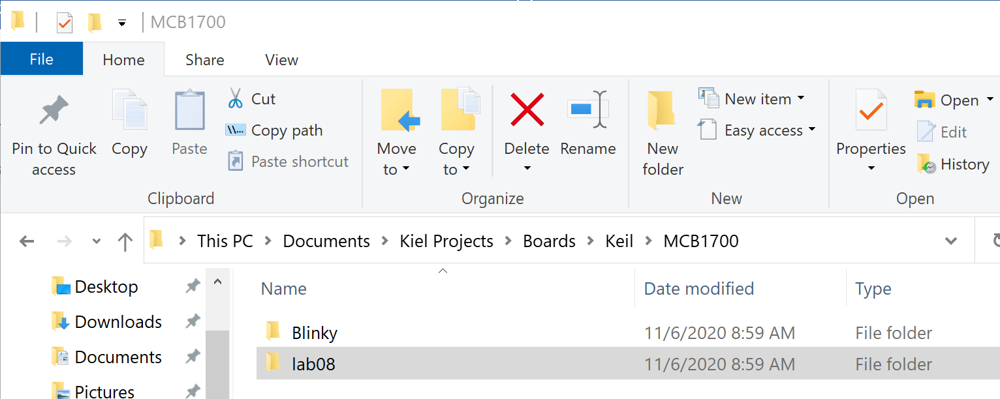 MCB1700
File Home Share View
Pin to Quick access
Copy
Paste
Cut
\\...
Copy path
Paste shortcut
Clipboard
Move to
Copy to
Delete
Rename
Organize
New folder
New item
Easy access
New
Properties
Open
Edit
History
Open
This PC > Documents > Kiel Projects > Boards > Keil > MCB1700
Desktop
Downloads
Documents
Pictures
Name Date modified Type
Blinky 11/6/2020 8:59 AM File folder
lab08 11/6/2020 8:59 AM File folder